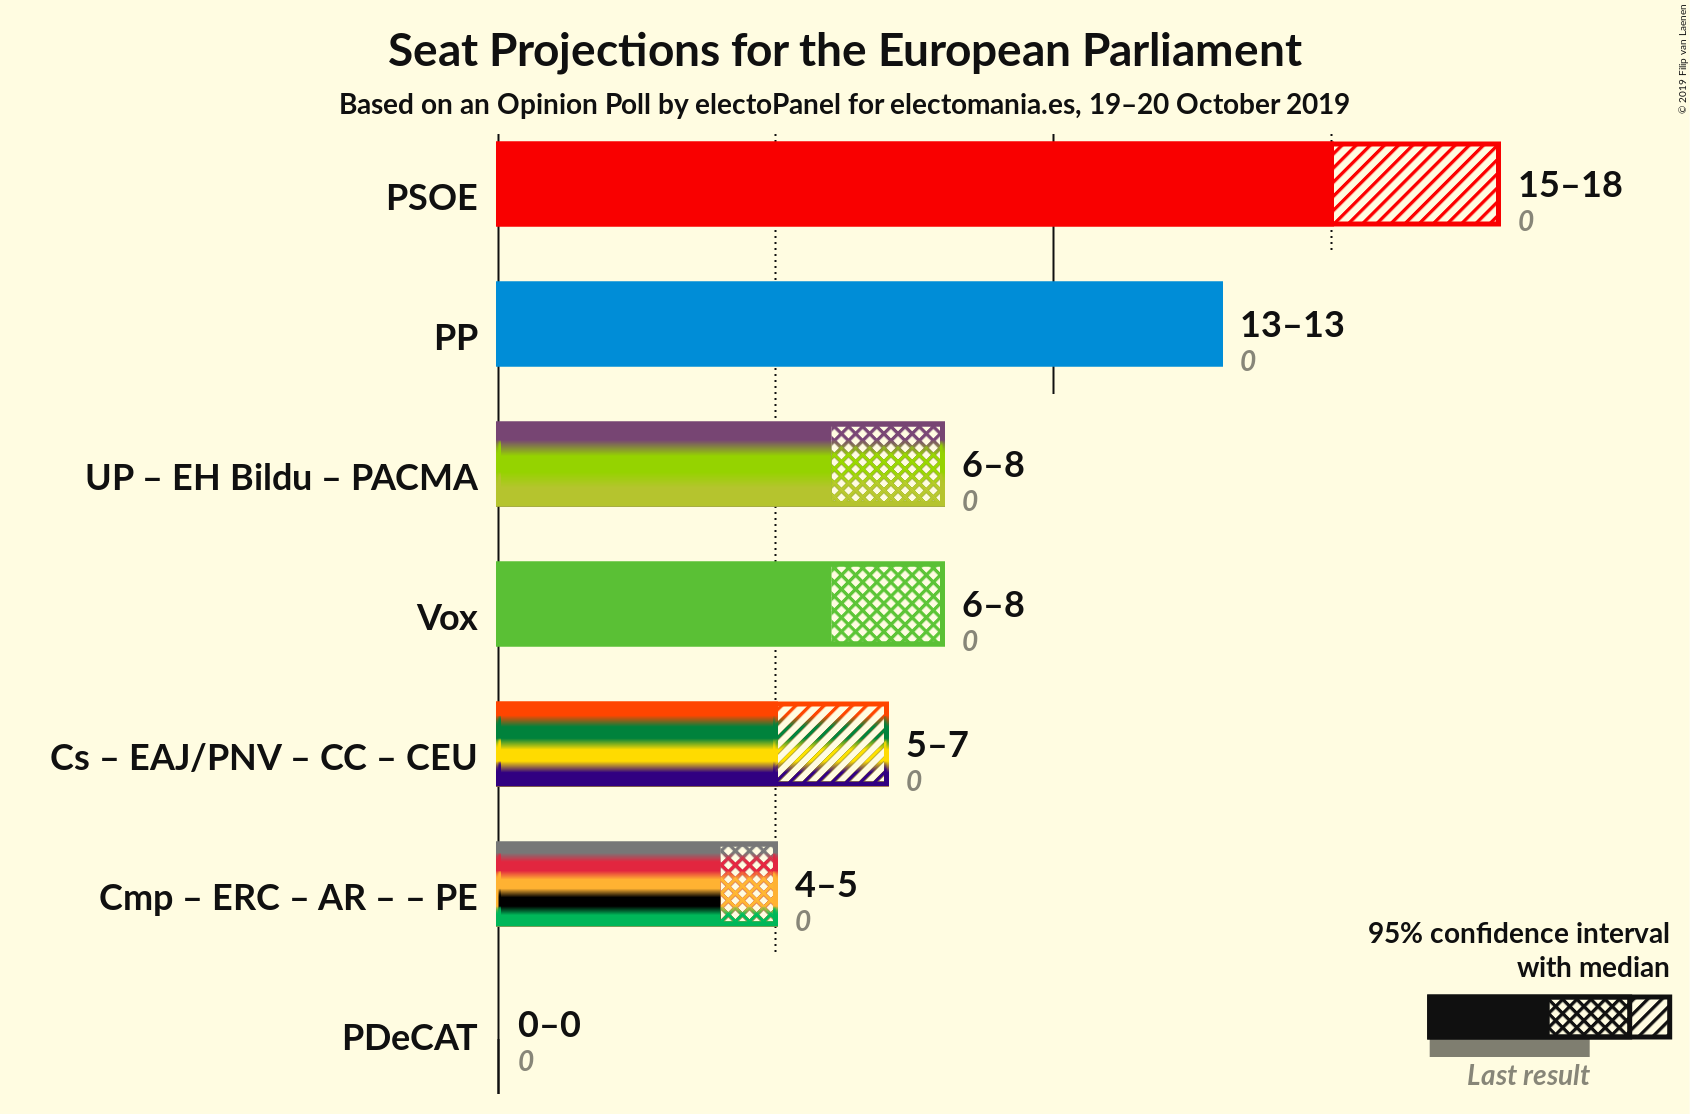 Seat Projections for the European Parliament
Based on an Opinion Poll by electoPanel for electomania.es, 19–20 October 2019
© 2019 Filip van Laenen
PSOE
15–18
0
PP
13–13
0
UP – EH Bildu – PACMA
6–8
0
Vox
6–8
0
Cs – EAJ/PNV – CC – CEU
5–7
0
Cmp – ERC – AR – – PE
4–5
0
PDeCAT
0–0
0
95% confidence interval
with median
Last result